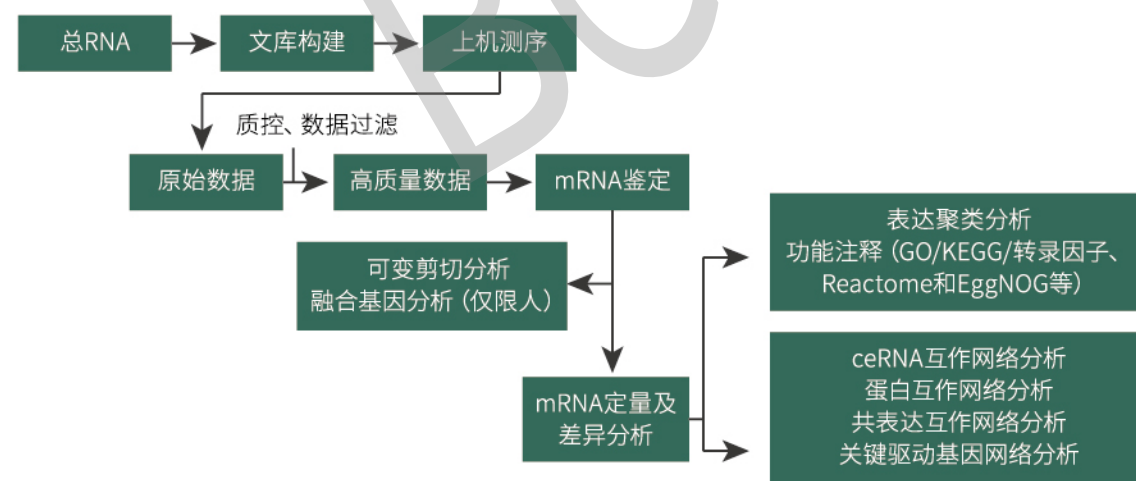 总RNA
文库构建
上机测序
质控、数据过滤
原始数据
高质量数据
mRNA鉴定
可变剪切分析
融合基因分析（仅限人）
mRNA定量及
差异分析
表达聚类分析
功能注释（GO/KEGG/转录因子、
Reactome和EggNOG等）
ceRNA互作网络分析
蛋白互作网络分析
共表达互作网络分析
关键驱动基因网络分析